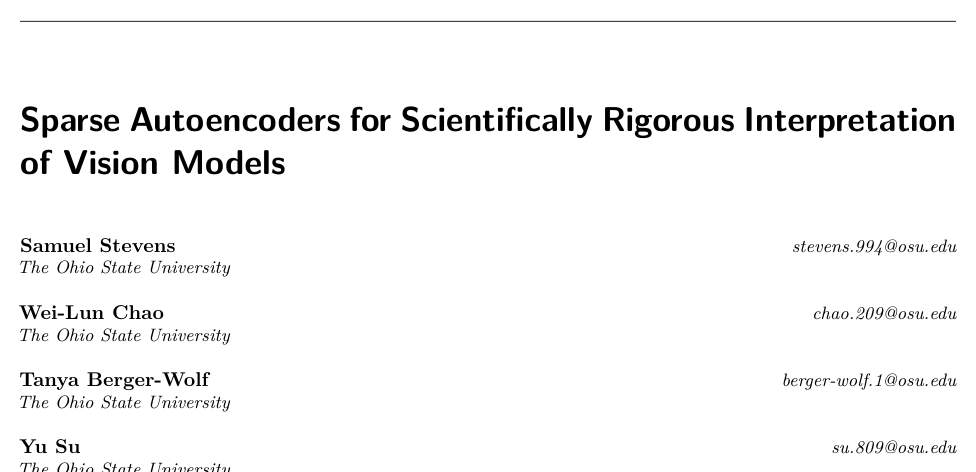 Sparse Autoencoders for Scientifically Rigorous Interpretation
of Vision Models
Samuel Stevens stevens.994@osu.edu
The Ohio State University
Wei-Lun Chao chao.209@osu.edu
The Ohio State University
Tanya Berger-Wolf berger-wolf.1@osu.edu
The Ohio State University
Yu Su su.809@osu.edu
The Ohio State University